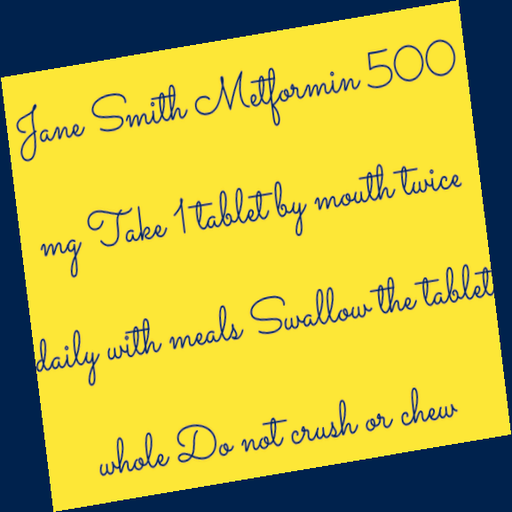 Jane Smith Metformin 500
mg Take 1 tablet by mouth twice
daily with meals Swallow the tablet
whole Do not crush or chew